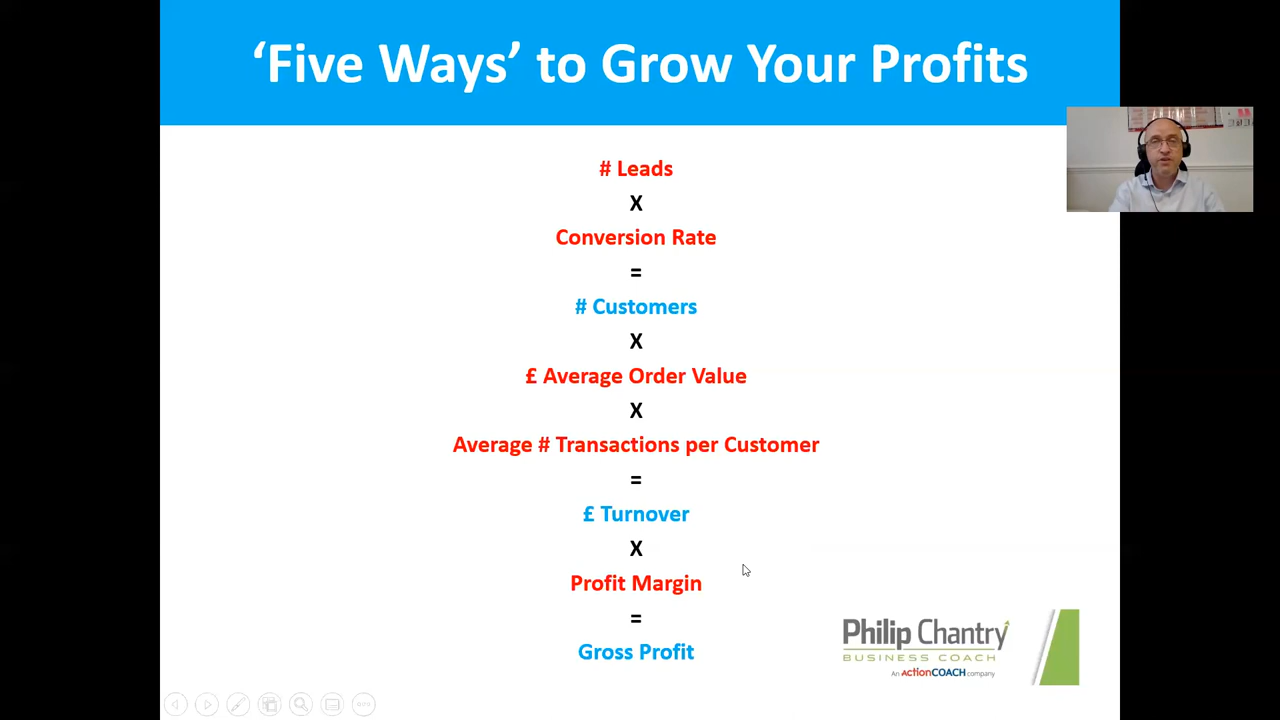 ‘Five Ways’ to Grow Your Profits
# Leads
X
Conversion Rate
=
# Customers
X
£ Average Order Value
X
Average # Transactions per Customer
=
£ Turnover
X
Profit Margin
=
Gross Profit
Philip Chantry
BUSINESS COACH
An ActionCOACH company